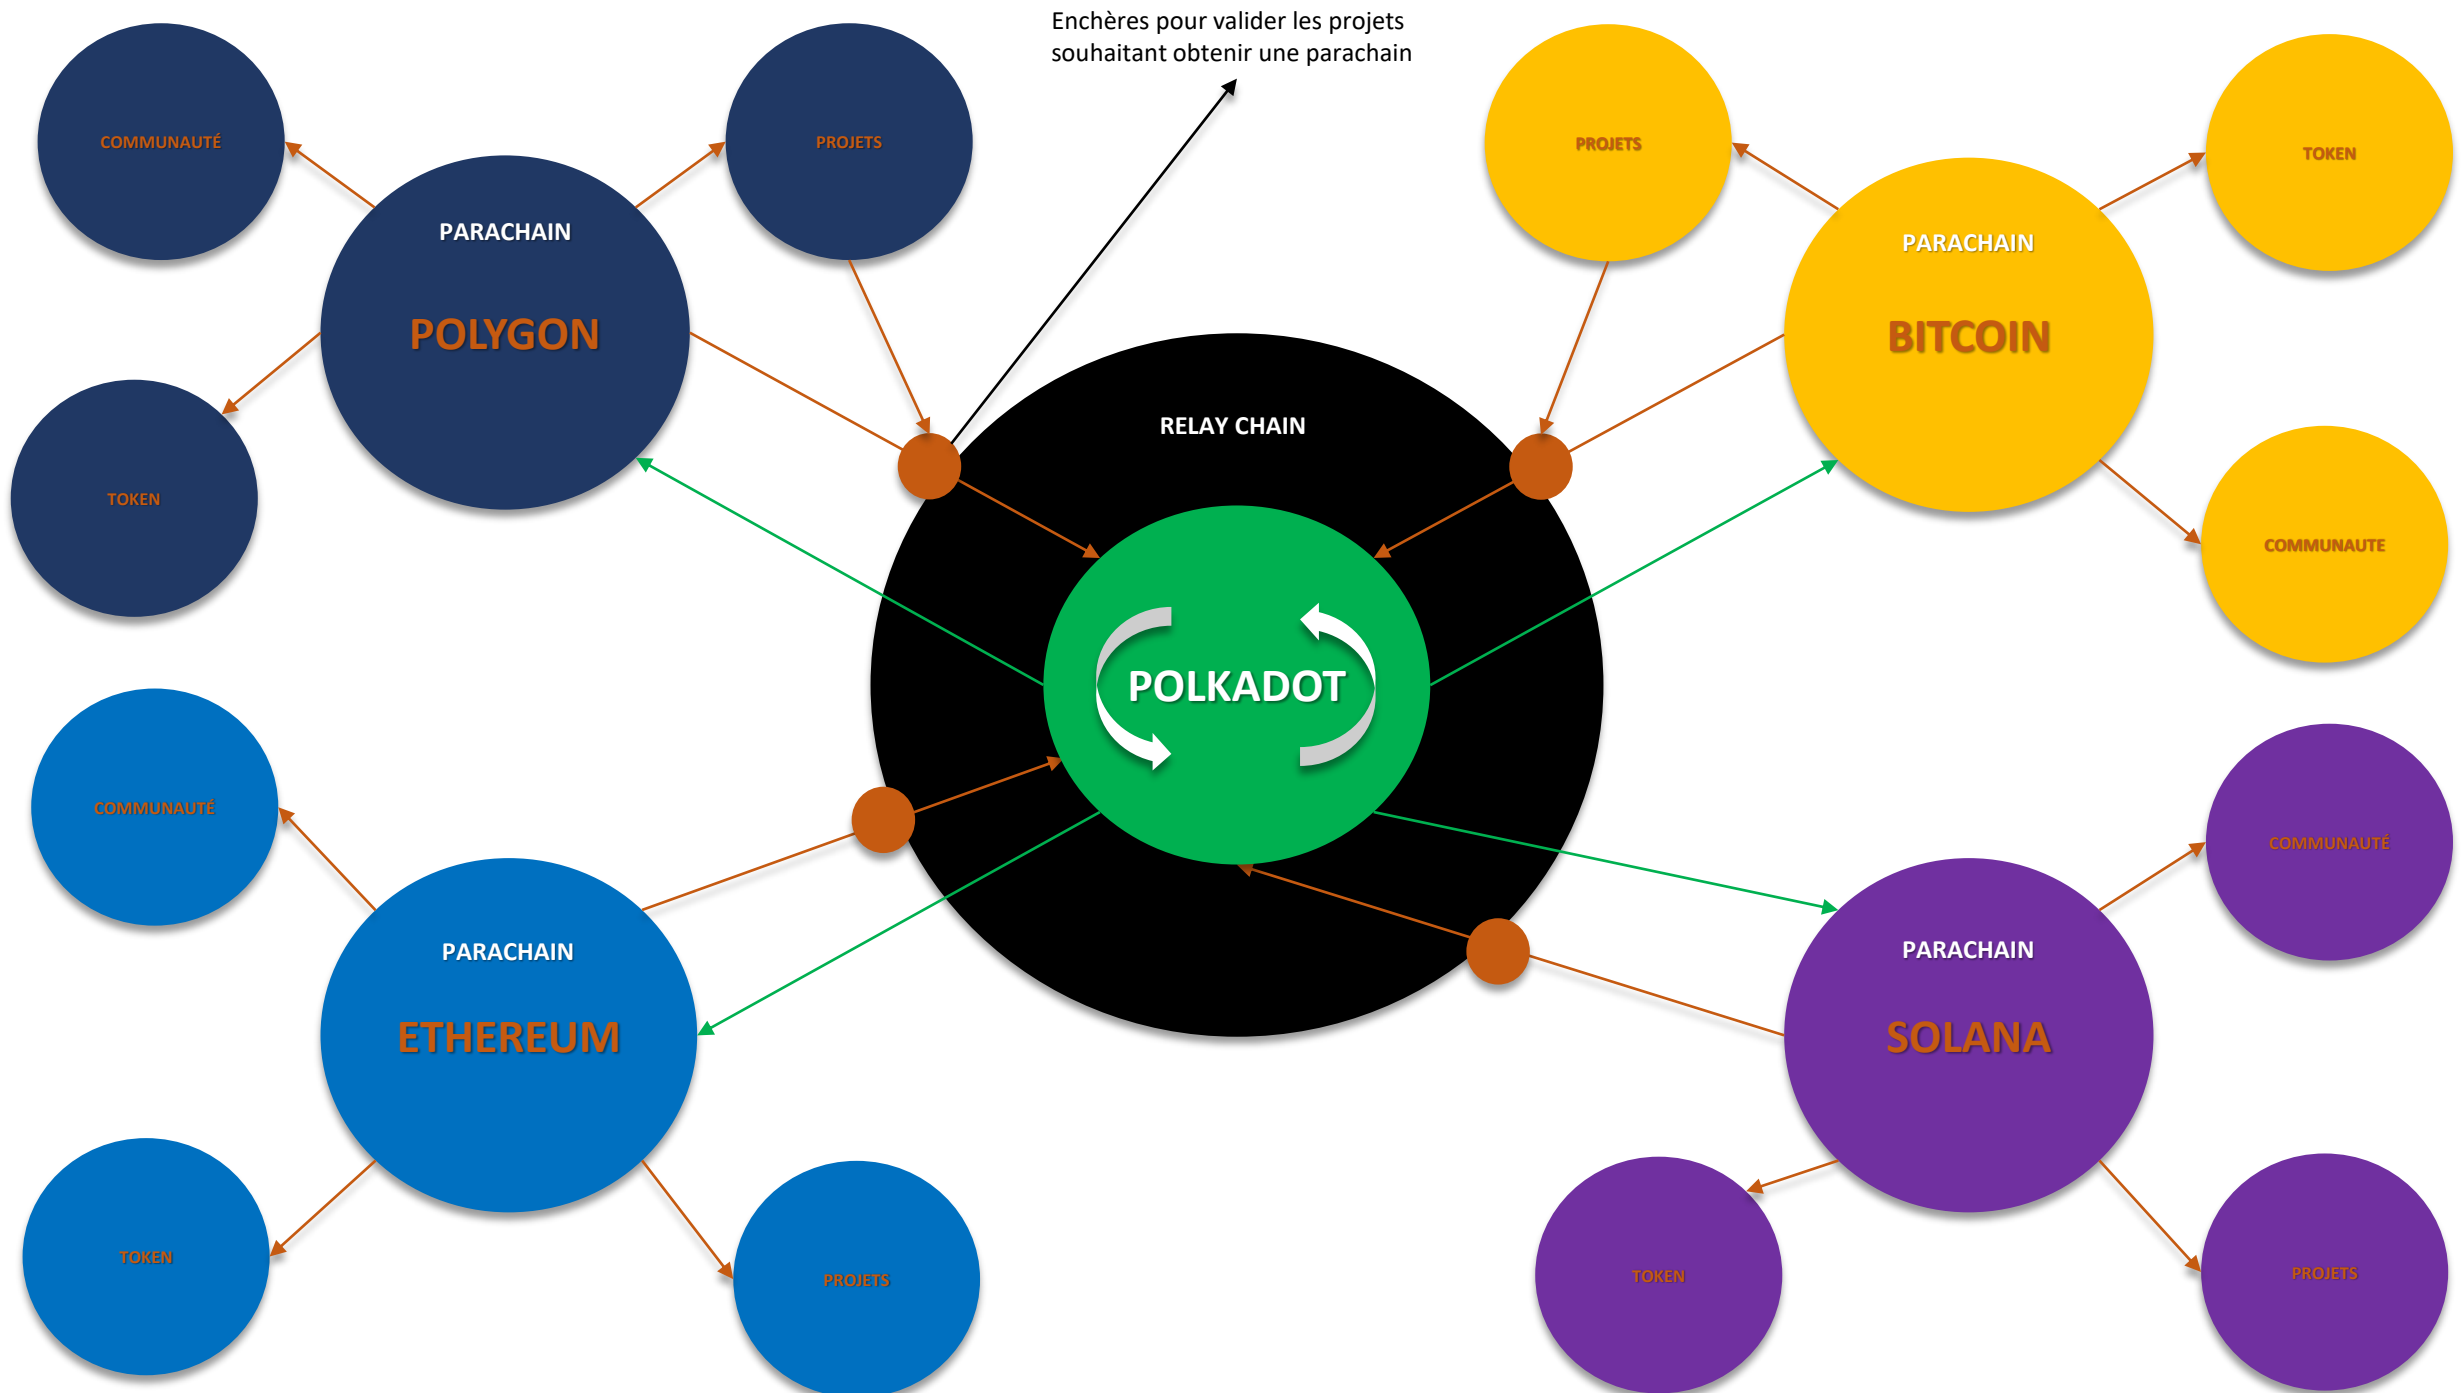 Enchères pour valider les projets
souhaitant obtenir une parachain
COMMUNAUTÉ
PROJETS
PARACHAIN
POLYGON
TOKEN
PROJETS
TOKEN
PARACHAIN
BITCOIN
COMMUNAUTE
RELAY CHAIN
POLKADOT
COMMUNAUTÉ
PARACHAIN
ETHEREUM
TOKEN
PROJETS
COMMUNAUTÉ
PARACHAIN
SOLANA
TOKEN
PROJETS